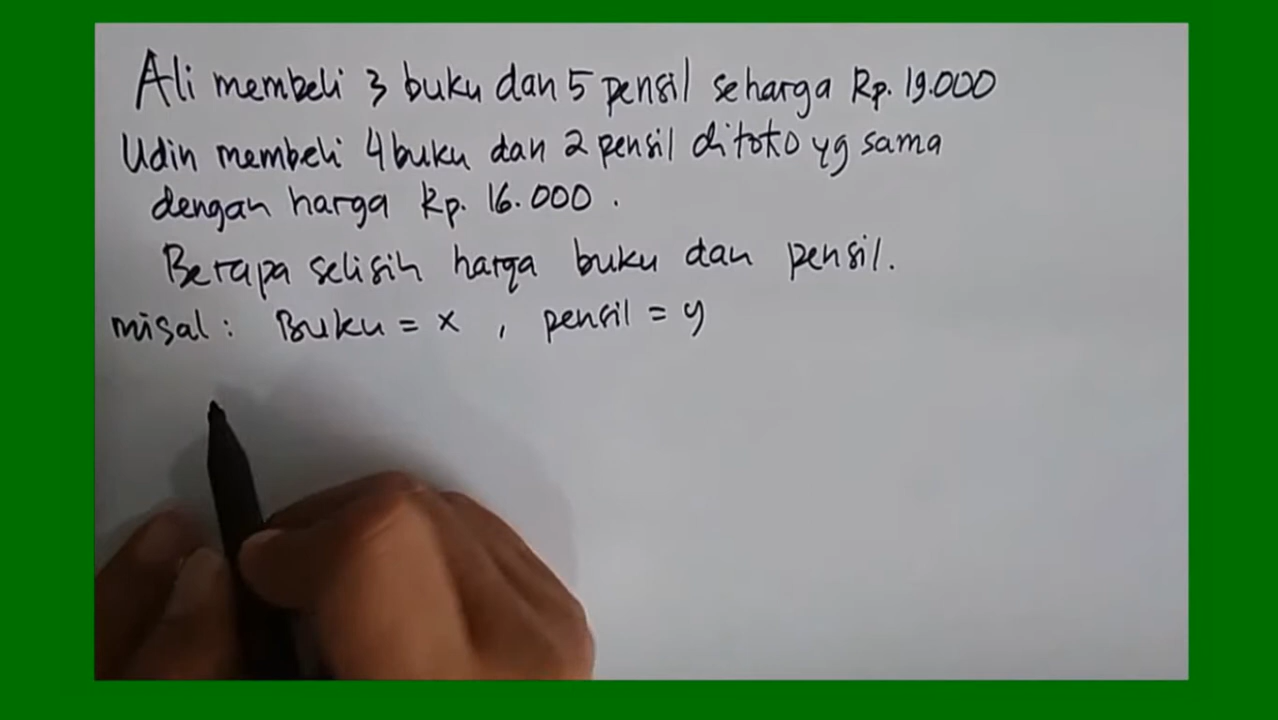 Ali membeli 3 buku dan 5 pensil seharga Rp. 19.000
Udin membeli 4 buku dan 2 pensil ditoko yg sama
dengan harga Rp. 16.000.
Berapa selisih harga buku dan pensil.
misal: Buku = x, pensil = y